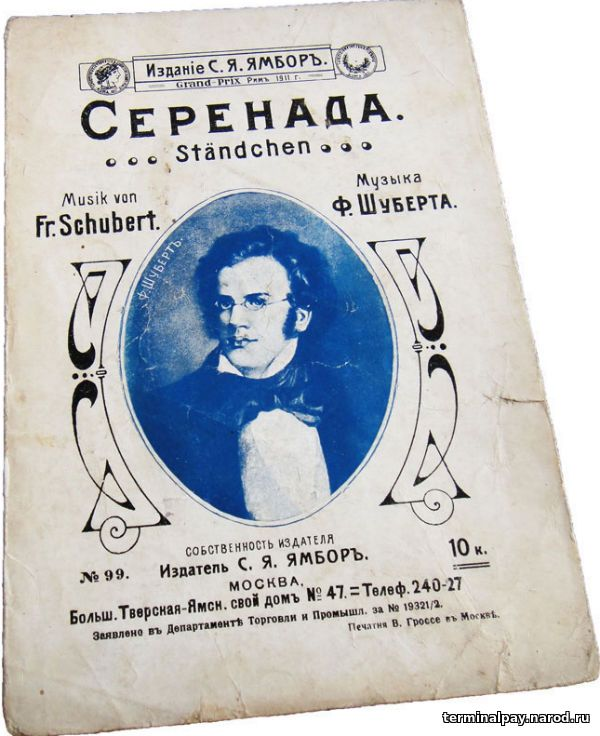 Изданіе С. Я. ЯМБОРЪ.
Grand-Prix Римъ 1911 г.
СЕРЕНАДА.
Ständchen
Musik von
Fr. Schubert.
Музыка
Ф. ШУБЕРТА.
Ф. ШУБЕРТЪ.
СОБСТВЕННОСТЬ ИЗДАТЕЛЯ
№ 99. Издатель С. Я. ЯМБОРЪ. 10 к.
МОСКВА,
Больш. Тверская-Ямск. свой домъ № 47. = Телеф. 240-27
Заявлено въ Департаментѣ Торговли и Промышл. за № 19321/2.
Печатня В. Гроссе въ Москвѣ.
terminalpay.narod.ru